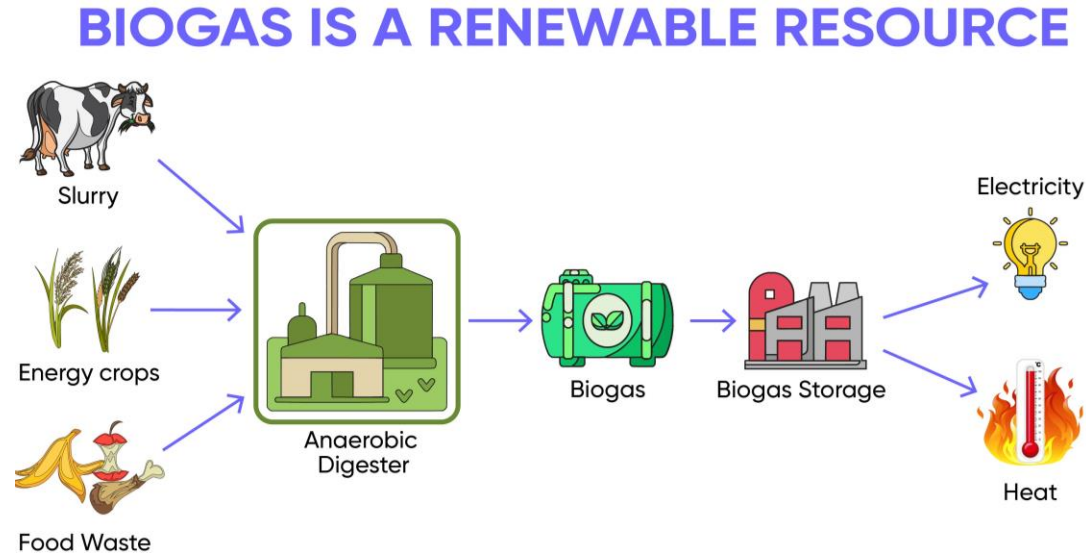 BIOGAS IS A RENEWABLE RESOURCE
Slurry
Energy crops
Food Waste
Anaerobic
Digester
Biogas
Biogas Storage
Electricity
Heat